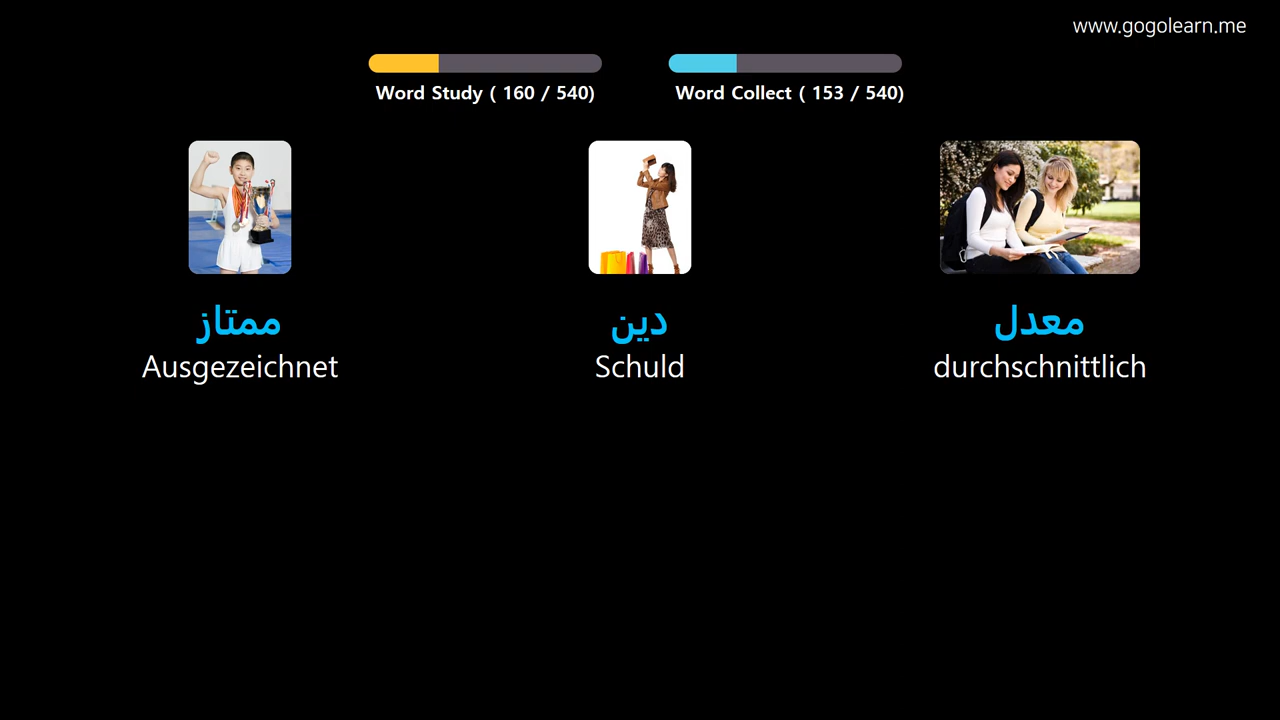 www.gogolearn.me
Word Study ( 160 / 540)
Word Collect ( 153 / 540)
ممتاز
Ausgezeichnet
دين
Schuld
معدل
durchschnittlich